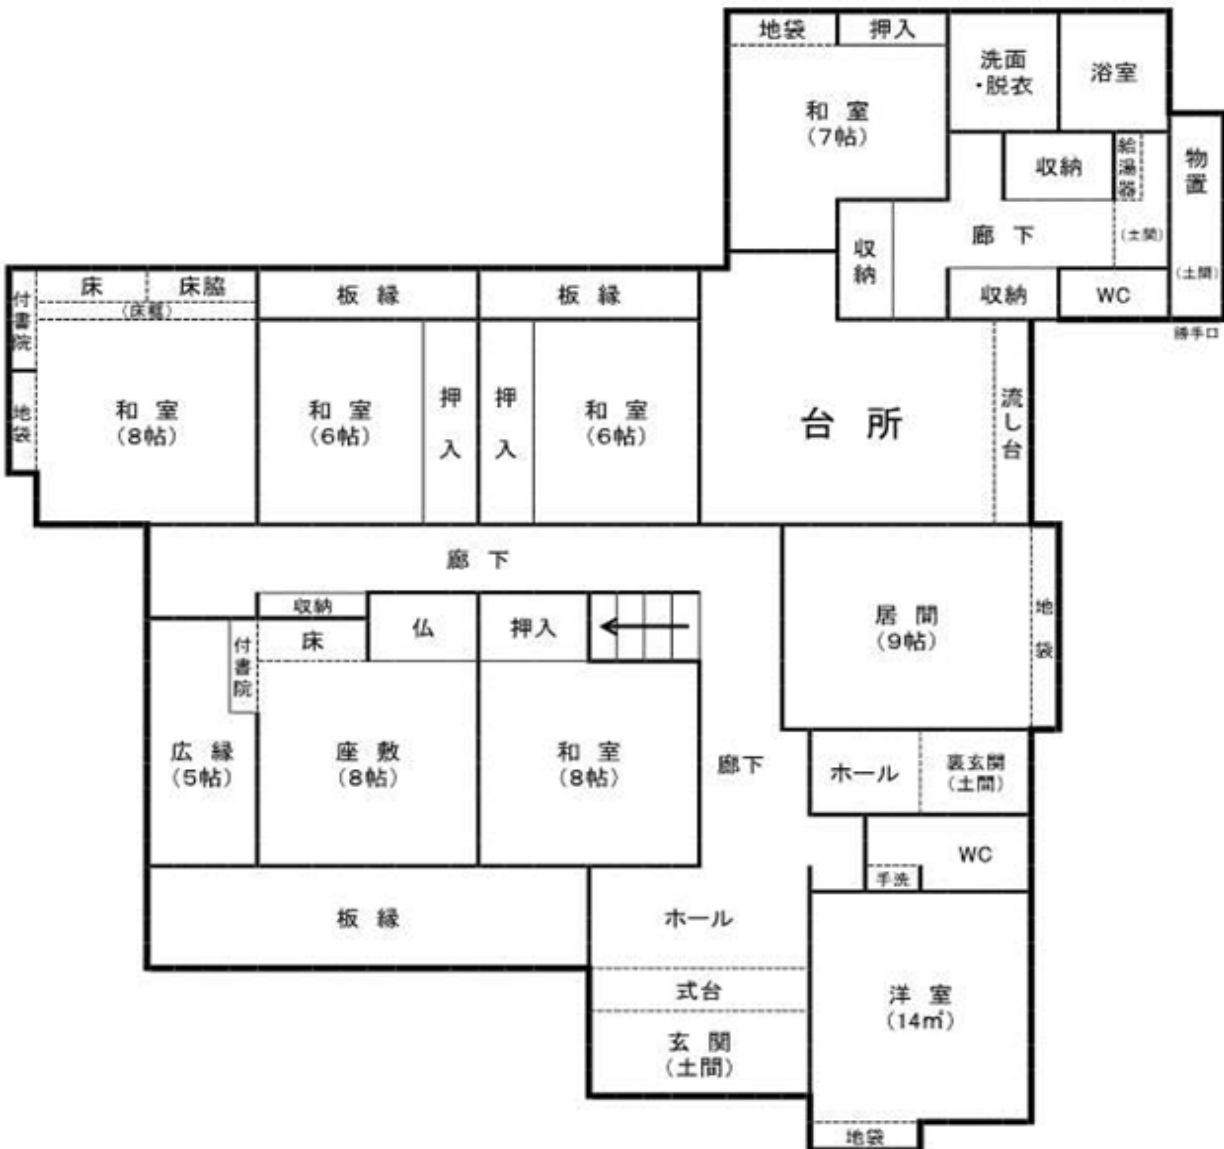 地袋
押入
洗面
・脱衣
浴室
和室
(7帖)
収納
給湯器
物置
(土間)
収納
廊下
(土間)
収納
WC
勝手口
付書院
床
床脇
板縁
板縁
地袋
和室
(8帖)
和室
(6帖)
押入
押入
和室
(6帖)
台所
流し台
廊下
収納
床
仏
押入
居間
(9帖)
地袋
付書院
広縁
(5帖)
座敷
(8帖)
和室
(8帖)
廊下
ホール
裏玄関
(土間)
WC
手洗
板縁
ホール
式台
玄関
(土間)
洋室
(14㎡)
地袋